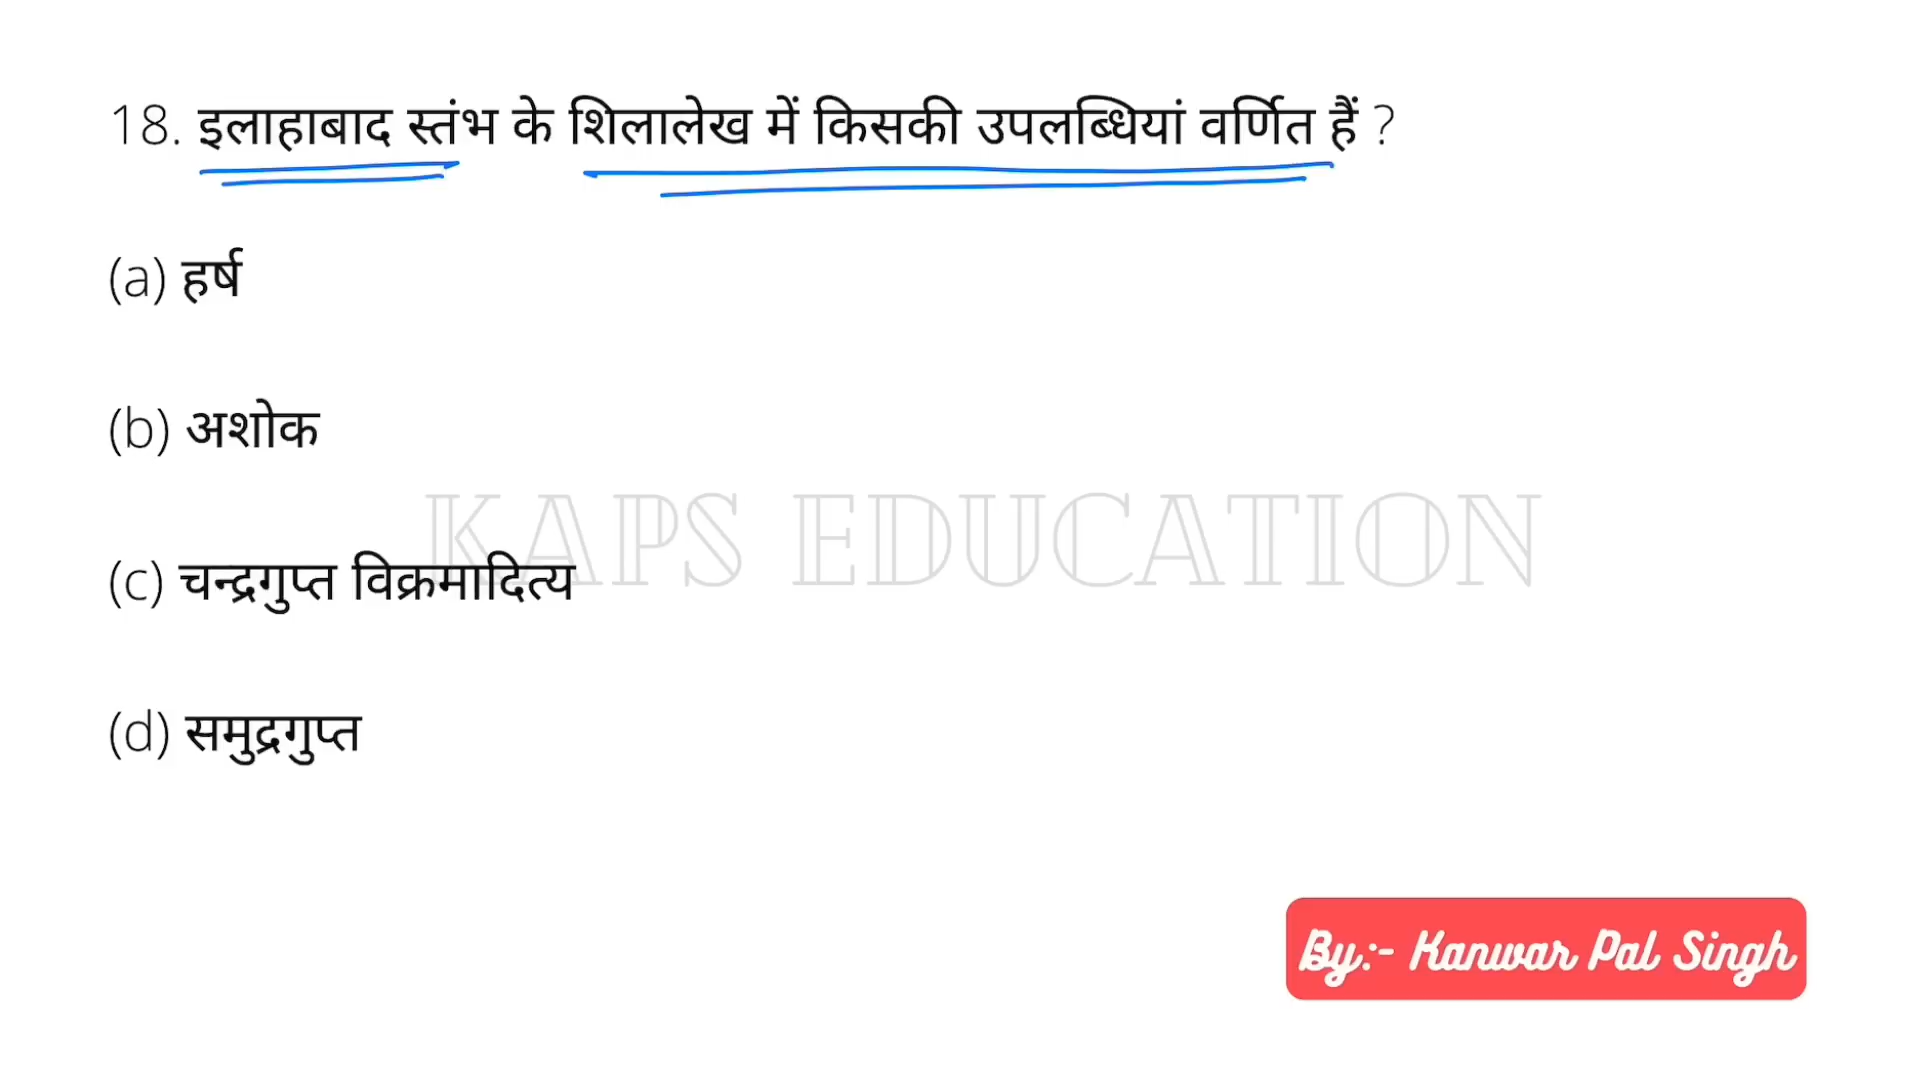 18. इलाहाबाद स्तंभ के शिलालेख में किसकी उपलब्धियां वर्णित हैं ?
(a) हर्ष
(b) अशोक
KAPS EDUCATION
(c) चन्द्रगुप्त विक्रमादित्य
(d) समुद्रगुप्त
By:- Kanwar Pal Singh